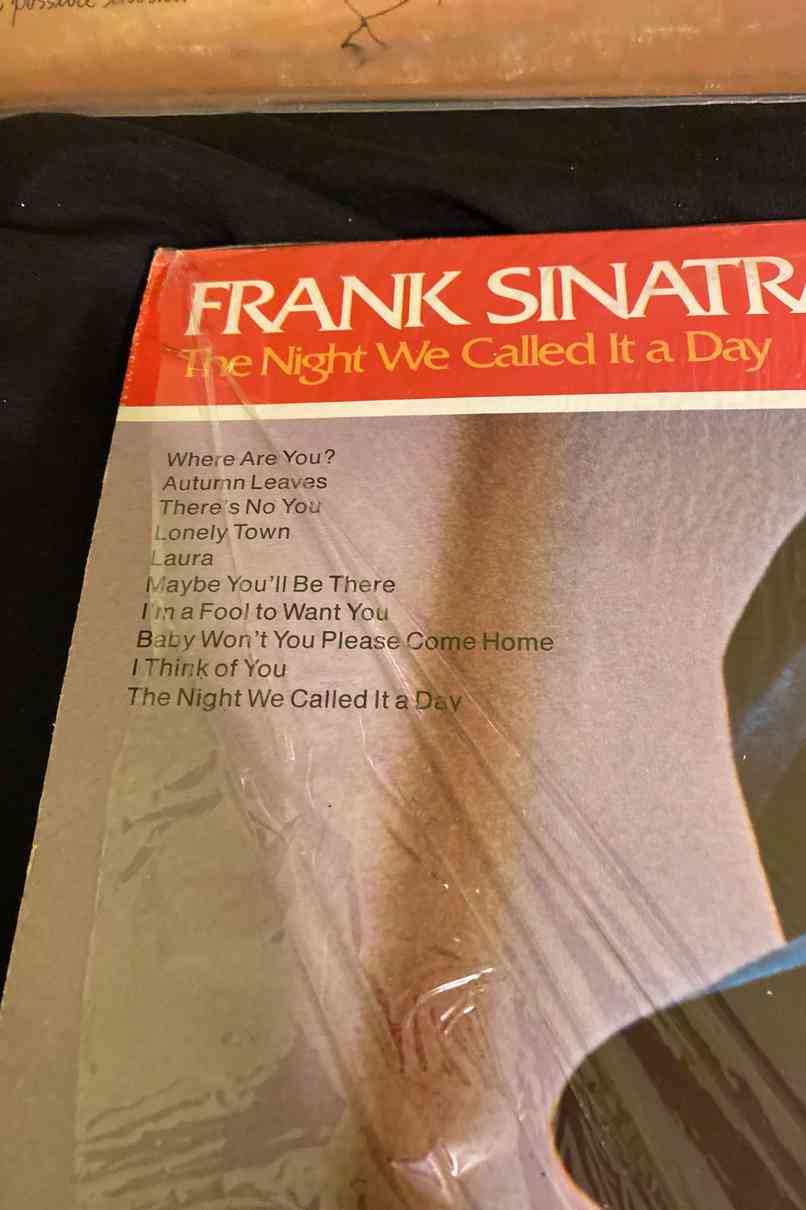 possible
FRANK SINATRA
The Night We Called It a Day
Where Are You?
Autumn Leaves
There's No You
Lonely Town
Laura
Maybe You'll Be There
I'm a Fool to Want You
Baby Won't You Please Come Home
I Think of You
The Night We Called It a Day